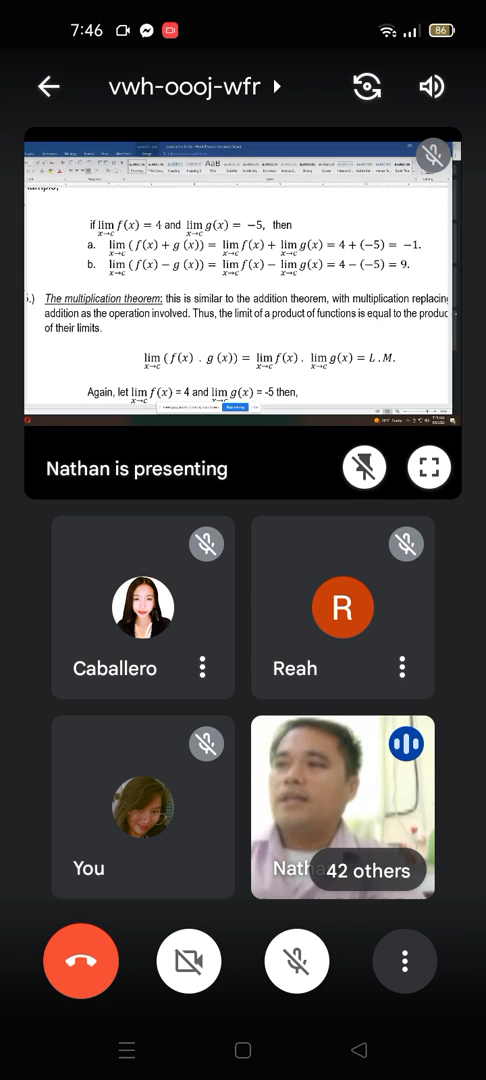 7:46
86
vwh-oooj-wfr
if lim x→c f(x) = 4 and lim x→c g(x) = −5, then
a. lim x→c (f(x) + g (x)) = lim x→c f(x) + lim x→c g(x) = 4 + (−5) = −1.
b. lim x→c (f(x) − g (x)) = lim x→c f(x) − lim x→c g(x) = 4 − (−5) = 9.
.) The multiplication theorem: this is similar to the addition theorem, with multiplication replacing
addition as the operation involved. Thus, the limit of a product of functions is equal to the produc
of their limits.
lim x→c (f(x) . g (x)) = lim x→c f(x) . lim x→c g(x) = L . M.
Again, let lim x→c f(x) = 4 and lim x→c g(x) = -5 then,
Nathan is presenting
Caballero
R
Reah
You
Nath
42 others